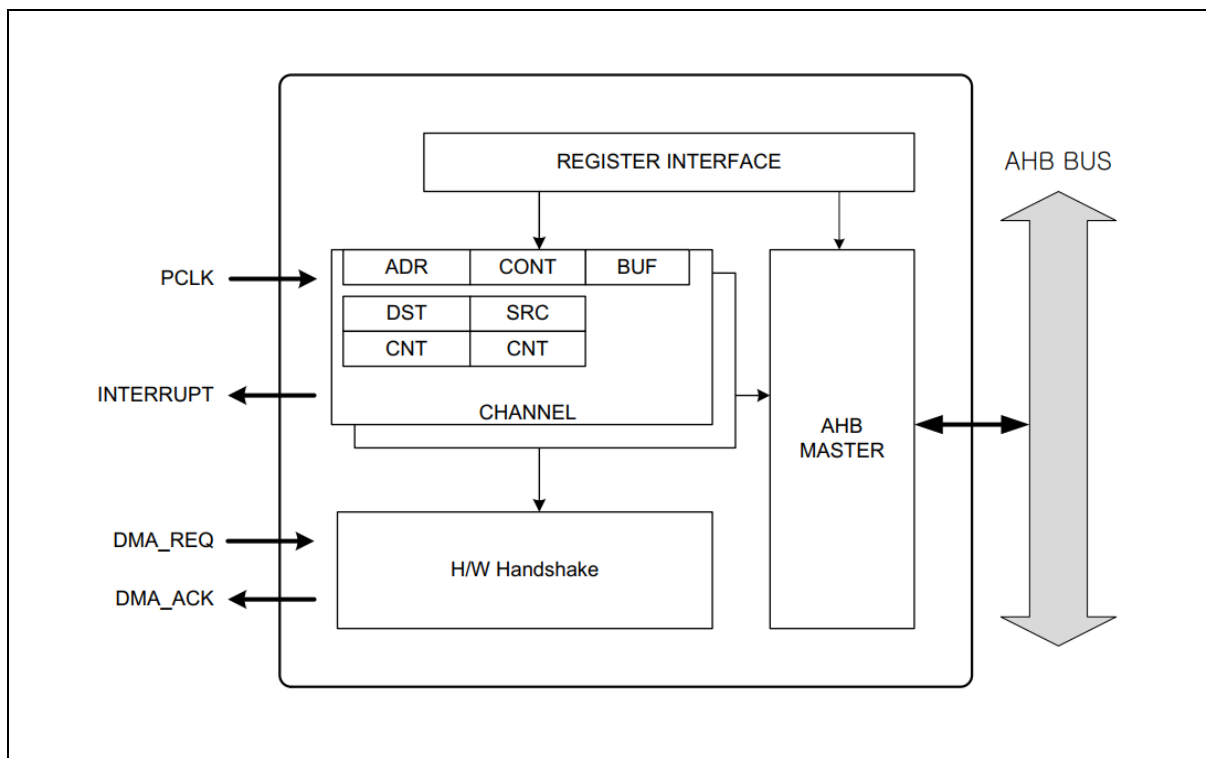 REGISTER INTERFACE
AHB BUS
PCLK
ADR CONT BUF
DST SRC
CNT CNT
INTERRUPT
CHANNEL
AHB
MASTER
DMA_REQ
H/W Handshake
DMA_ACK